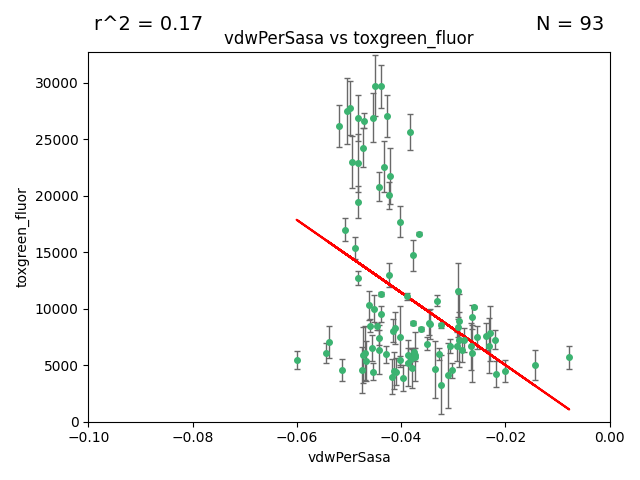 r^2 = 0.17
N = 93
vdwPerSasa vs toxgreen_fluor
toxgreen_fluor
30000
25000
20000
15000
10000
5000
0
−0.10
−0.08
−0.06
−0.04
−0.02
0.00
vdwPerSasa